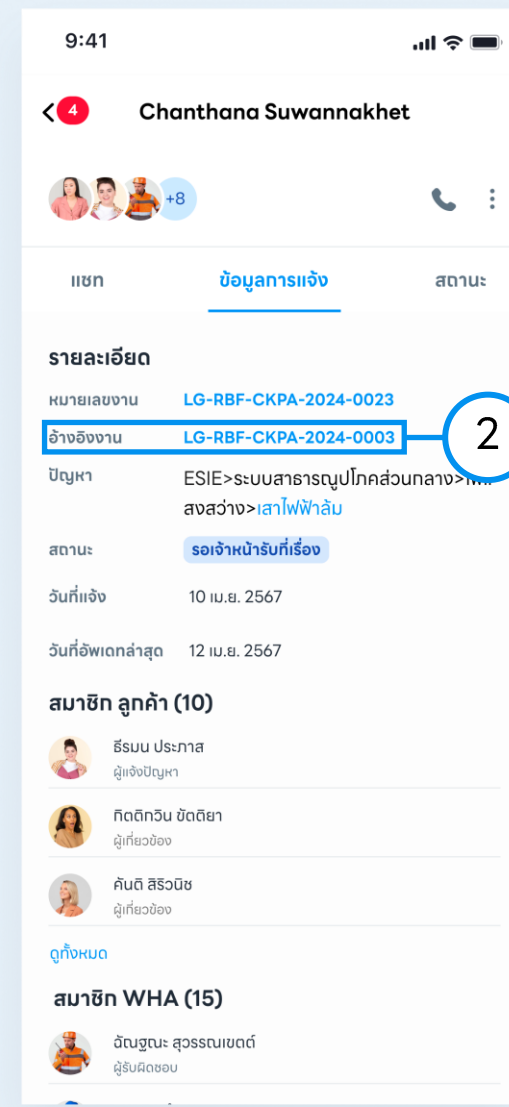 9:41
4
Chanthana Suwannakhet
+8
แชท ข้อมูลการแจ้ง สถานะ
รายละเอียด
หมายเลขงาน LG-RBF-CKPA-2024-0023
อ้างอิงงาน LG-RBF-CKPA-2024-0003
2
ปัญหา ESIE>ระบบสาธารณูปโภคส่วนกลาง>
สงสว่าง>เสาไฟฟ้าล้ม
สถานะ รอเจ้าหน้ารับที่เรื่อง
วันที่แจ้ง 10 เม.ย. 2567
วันที่อัพเดทล่าสุด 12 เม.ย. 2567
สมาชิก ลูกค้า (10)
ธีรมน ประภาส
ผู้แจ้งปัญหา
กิตติกวิน ขัตติยา
ผู้เกี่ยวข้อง
คันติ สิริวนิช
ผู้เกี่ยวข้อง
ดูทั้งหมด
สมาชิก WHA (15)
ฉัณฐณะ สุวรรณเขตต์
ผู้รับผิดชอบ